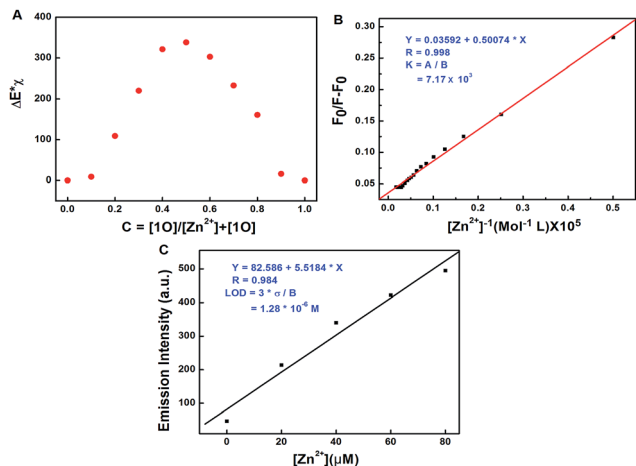 A
400
300
200
100
0
ΔE*χ
0.0 0.2 0.4 0.6 0.8 1.0
C = [1O]/[Zn²⁺]+[1O]
B
0.30
0.25
0.20
0.15
0.10
0.05
F₀/F-F₀
Y = 0.03592 + 0.50074 * X
R = 0.998
K = A / B
= 7.17 x 10³
0.0 0.1 0.2 0.3 0.4 0.5
[Zn²⁺]⁻¹(Mol⁻¹ L)X10⁵
C
500
400
300
200
100
Emission Intensity (a.u.)
Y = 82.586 + 5.5184 * X
R = 0.984
LOD = 3 * σ / B
= 1.28 * 10⁻⁶ M
0 20 40 60 80
[Zn²⁺](µM)